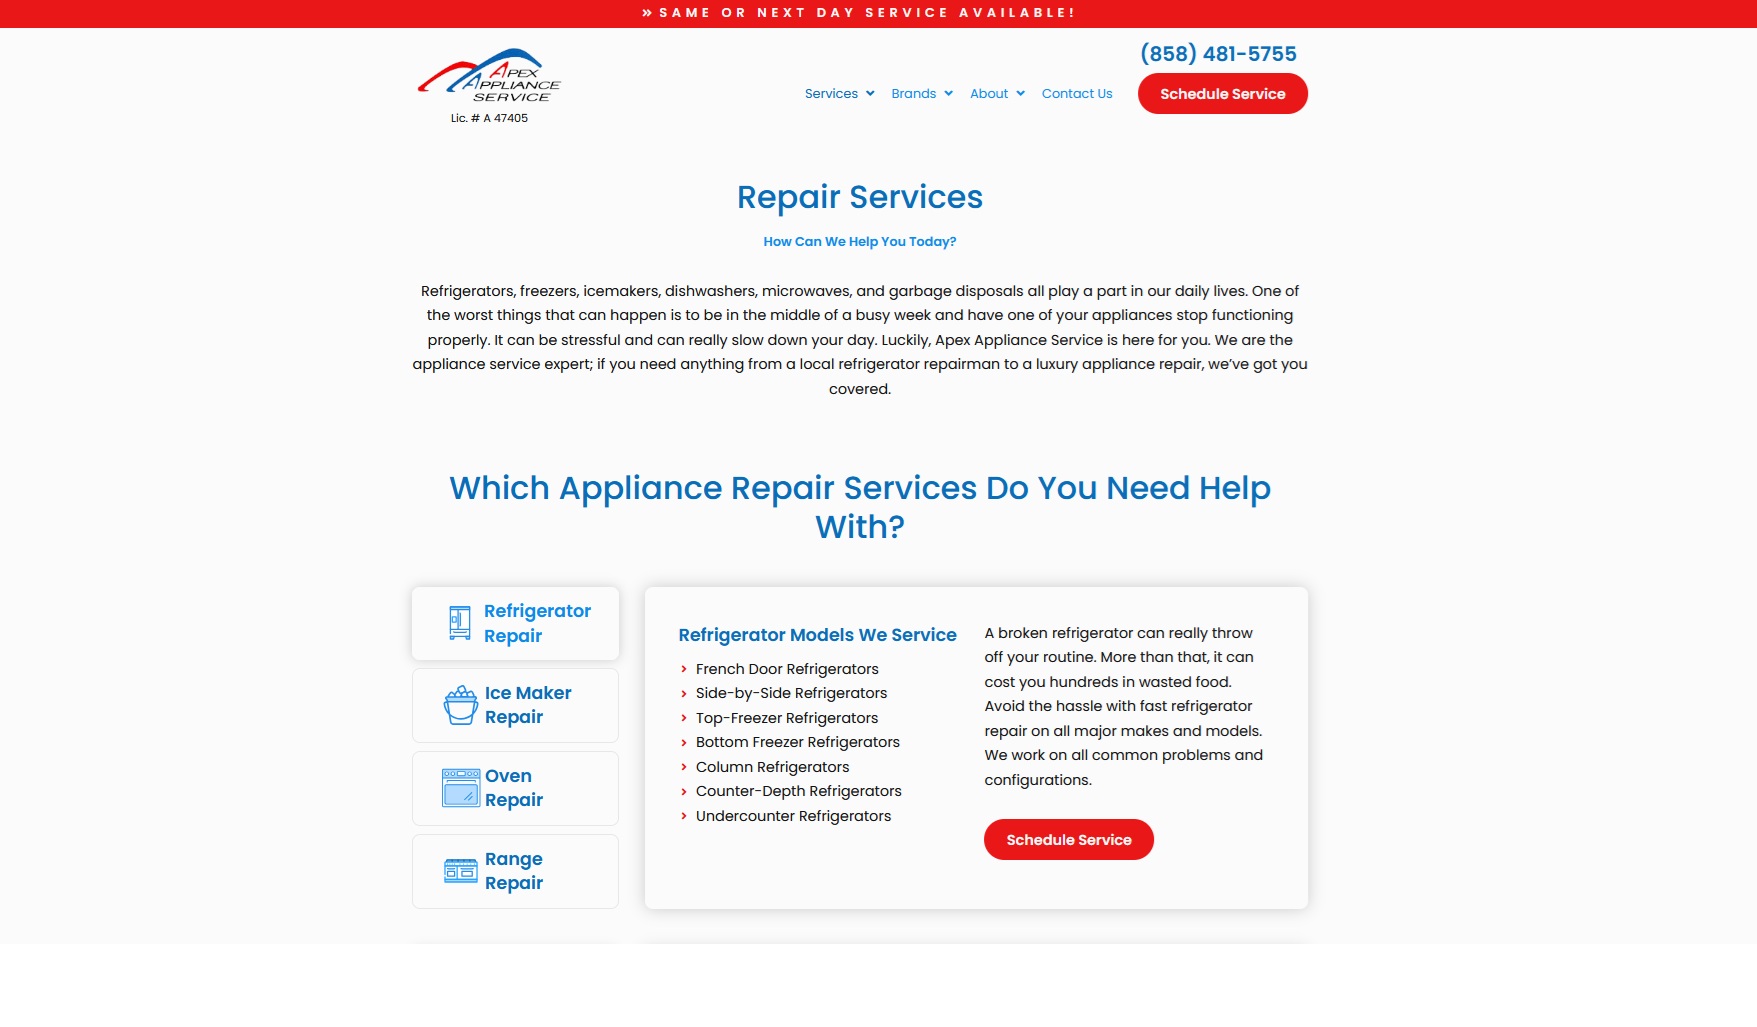 » SAME OR NEXT DAY SERVICE AVAILABLE!
APEX
APPLIANCE
SERVICE
Lic. # A 47405
(858) 481-5755
Services
Brands
About
Contact Us
Schedule Service
Repair Services
How Can We Help You Today?
Refrigerators, freezers, icemakers, dishwashers, microwaves, and garbage disposals all play a part in our daily lives. One of
the worst things that can happen is to be in the middle of a busy week and have one of your appliances stop functioning
properly. It can be stressful and can really slow down your day. Luckily, Apex Appliance Service is here for you. We are the
appliance service expert; if you need anything from a local refrigerator repairman to a luxury appliance repair, we’ve got you
covered.
Which Appliance Repair Services Do You Need Help
With?
Refrigerator
Repair
Ice Maker
Repair
Oven
Repair
Range
Repair
Refrigerator Models We Service
French Door Refrigerators
Side-by-Side Refrigerators
Top-Freezer Refrigerators
Bottom Freezer Refrigerators
Column Refrigerators
Counter-Depth Refrigerators
Undercounter Refrigerators
A broken refrigerator can really throw
off your routine. More than that, it can
cost you hundreds in wasted food.
Avoid the hassle with fast refrigerator
repair on all major makes and models.
We work on all common problems and
configurations.
Schedule Service